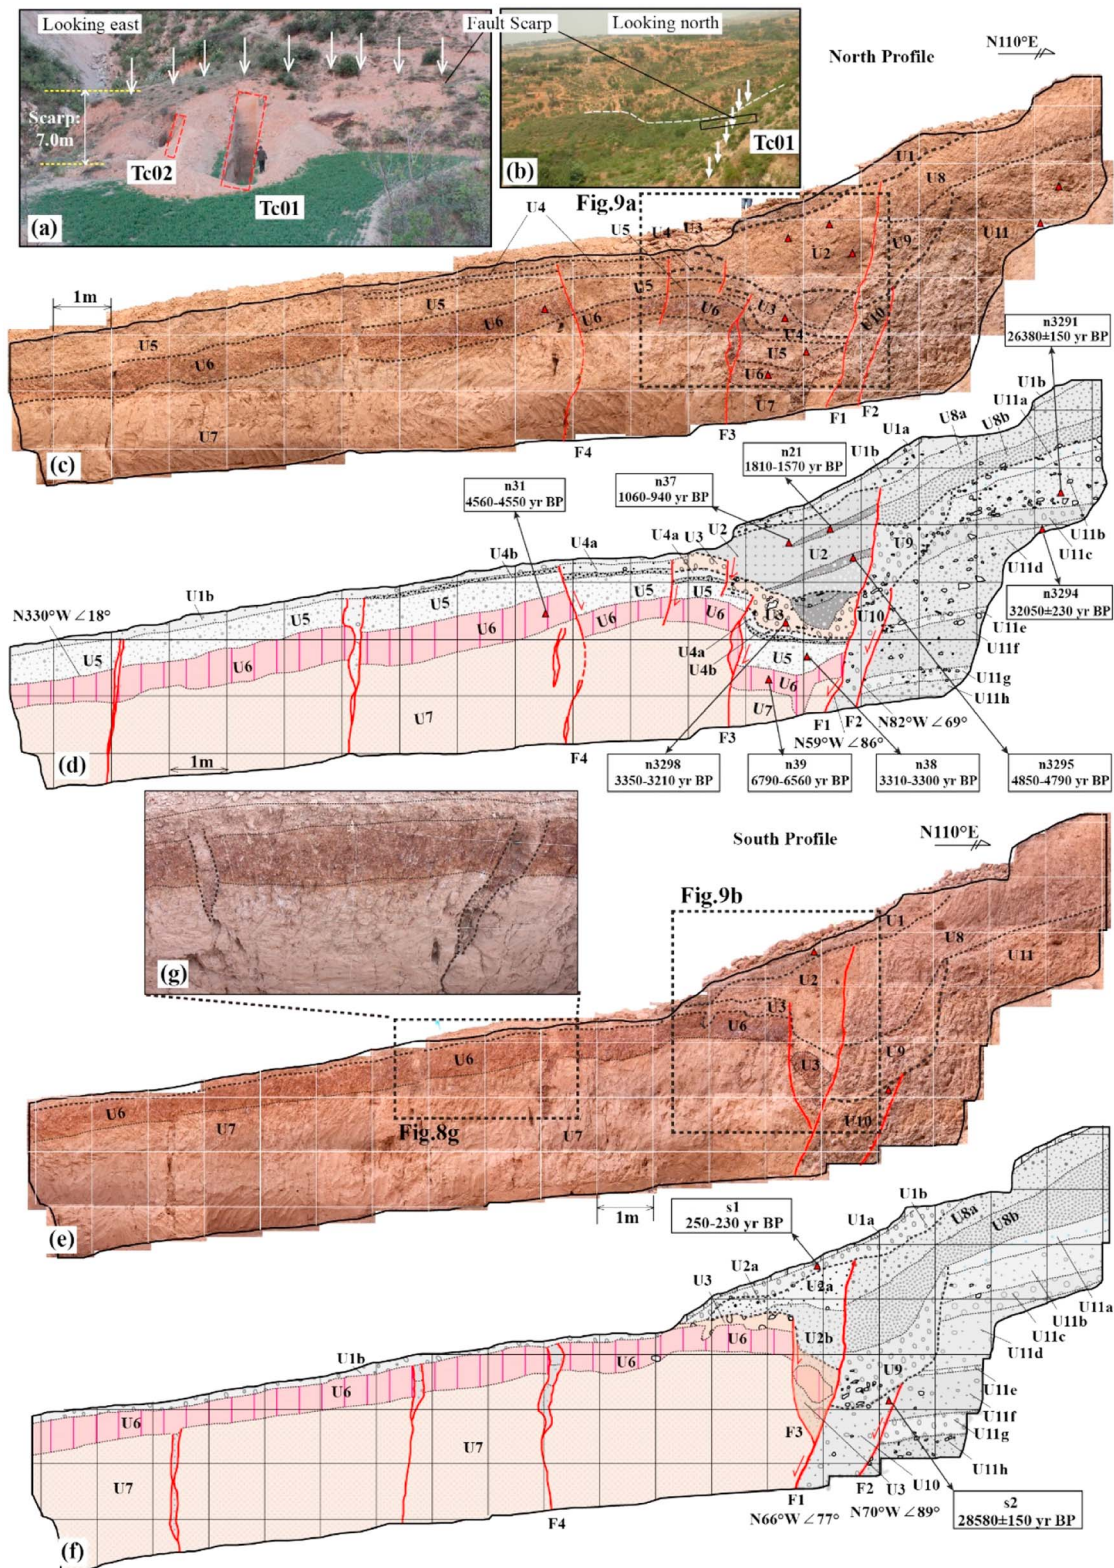 Looking east
Fault Scarp
Looking north
Scarp:
7.0m
Tc02
Tc01
(a)
Tc01
(b)
N110°E
North Profile
Fig.9a
U4
U5
U4
U3
U1
U8
U2
U9
U11
1m
U5
U5
U3
U10
U6
U6
U6
U4
U5
U5
U6
U6
U7
U7
F1
F2
F3
F4
(c)
n3291
26380±150 yr BP
U1b
U11a
U8a
U8b
U1a
U1b
n21
1810-1570 yr BP
n37
1060-940 yr BP
n31
4560-4550 yr BP
U2
U3
U4a
U4a
U4b
U2
U9
U11b
U11c
U11d
n3294
32050±230 yr BP
N330°W∠18°
U1b
U5
U5
U5
U5
U6
U6
U6
U6
U3
U10
U11e
U11f
U4a
U4b
U5
U6
U11g
U11h
U7
U7
U7
F1
F2
N82°W∠69°
N59°W∠86°
F3
F4
1m
(d)
n3298
3350-3210 yr BP
n39
6790-6560 yr BP
n38
3310-3300 yr BP
n3295
4850-4790 yr BP
(g)
South Profile
N110°E
Fig.9b
U1
U8
U11
U2
U3
U6
U6
U9
U3
U6
U7
U10
Fig.8g
U7
1m
(e)
s1
250-230 yr BP
U1b
U8a
U8b
U1a
U2a
U2a
U3
U11a
U11b
U11c
U11d
U6
U2b
U1b
U6
U6
U6
U9
U11e
U11f
U11g
U11h
F3
U7
U7
F1
F2
U3
U10
F4
N66°W∠77°
N70°W∠89°
s2
28580±150 yr BP
(f)